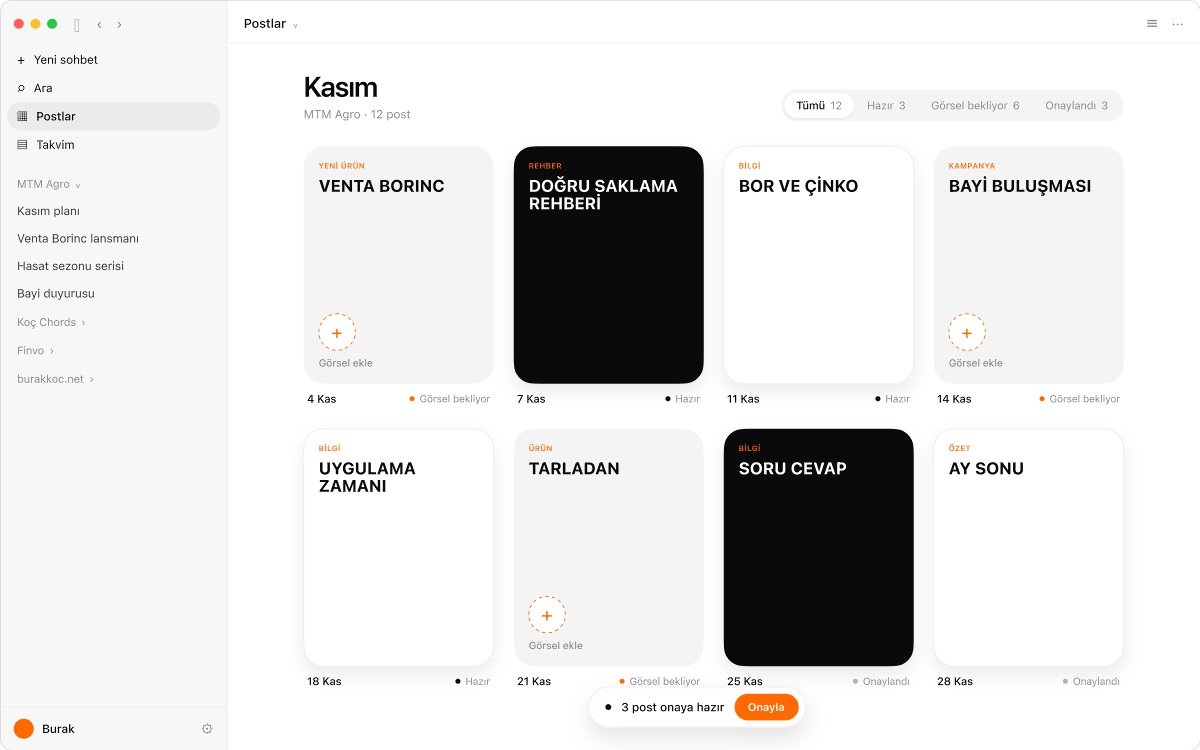 Postlar
Yeni sohbet
Ara
Postlar
Takvim
MTM Agro
Kasım planı
Venta Borinc lansmanı
Hasat sezonu serisi
Bayi duyurusu
Koç Chords
Finvo
burakkoc.net
Burak
Kasım
MTM Agro · 12 post
Tümü 12 Hazır 3 Görsel bekliyor 6 Onaylandı 3
YENİ ÜRÜN
VENTA BORINC
Görsel ekle
4 Kas Görsel bekliyor
REHBER
DOĞRU SAKLAMA
REHBERİ
7 Kas Hazır
BİLGİ
BOR VE ÇİNKO
11 Kas Hazır
KAMPANYA
BAYİ BULUŞMASI
Görsel ekle
14 Kas Görsel bekliyor
BİLGİ
UYGULAMA
ZAMANI
18 Kas Hazır
ÜRÜN
TARLADAN
Görsel ekle
21 Kas Görsel bekliyor
BİLGİ
SORU CEVAP
25 Kas Onaylandı
ÖZET
AY SONU
28 Kas Onaylandı
3 post onaya hazır Onayla